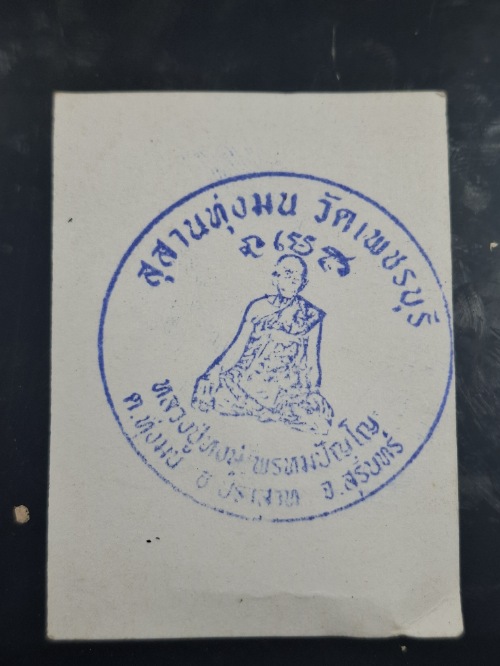 สุสานทุ่งมน วัดเพชรบุรี
หลวงปู่หงษ์ พรหมปัญโญ
ต.ทุ่งมน อ.ปราสาท จ.สุรินทร์